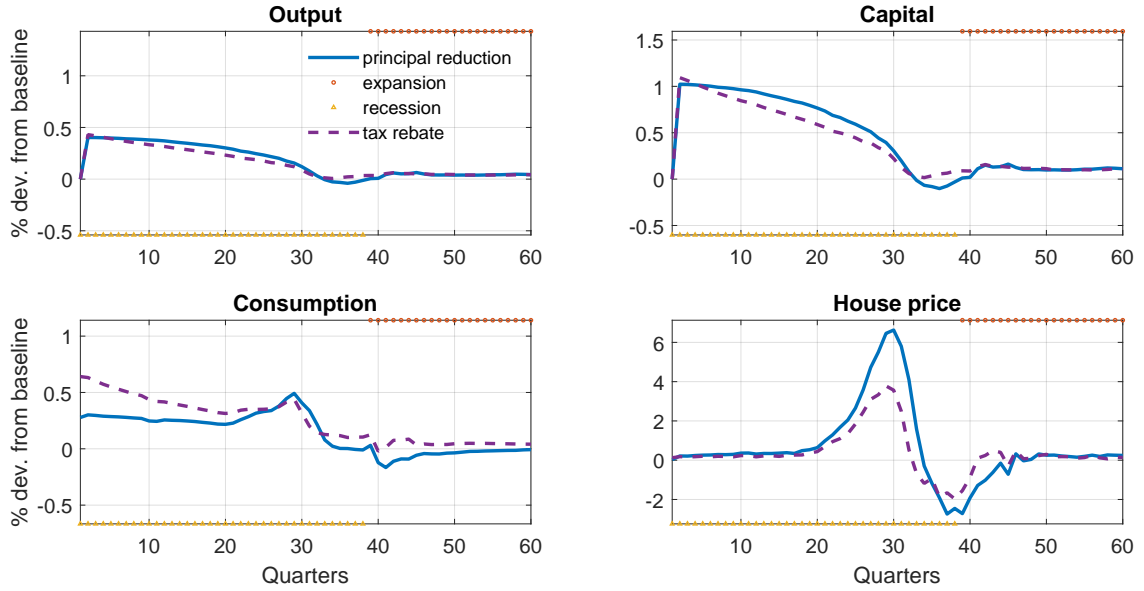 Output
% dev. from baseline
1
0.5
0
-0.5
10 20 30 40 50 60
principal reduction
expansion
recession
tax rebate
Capital
1.5
1
0.5
0
-0.5
10 20 30 40 50 60
Consumption
% dev. from baseline
1
0.5
0
-0.5
10 20 30 40 50 60
Quarters
House price
6
4
2
0
-2
10 20 30 40 50 60
Quarters